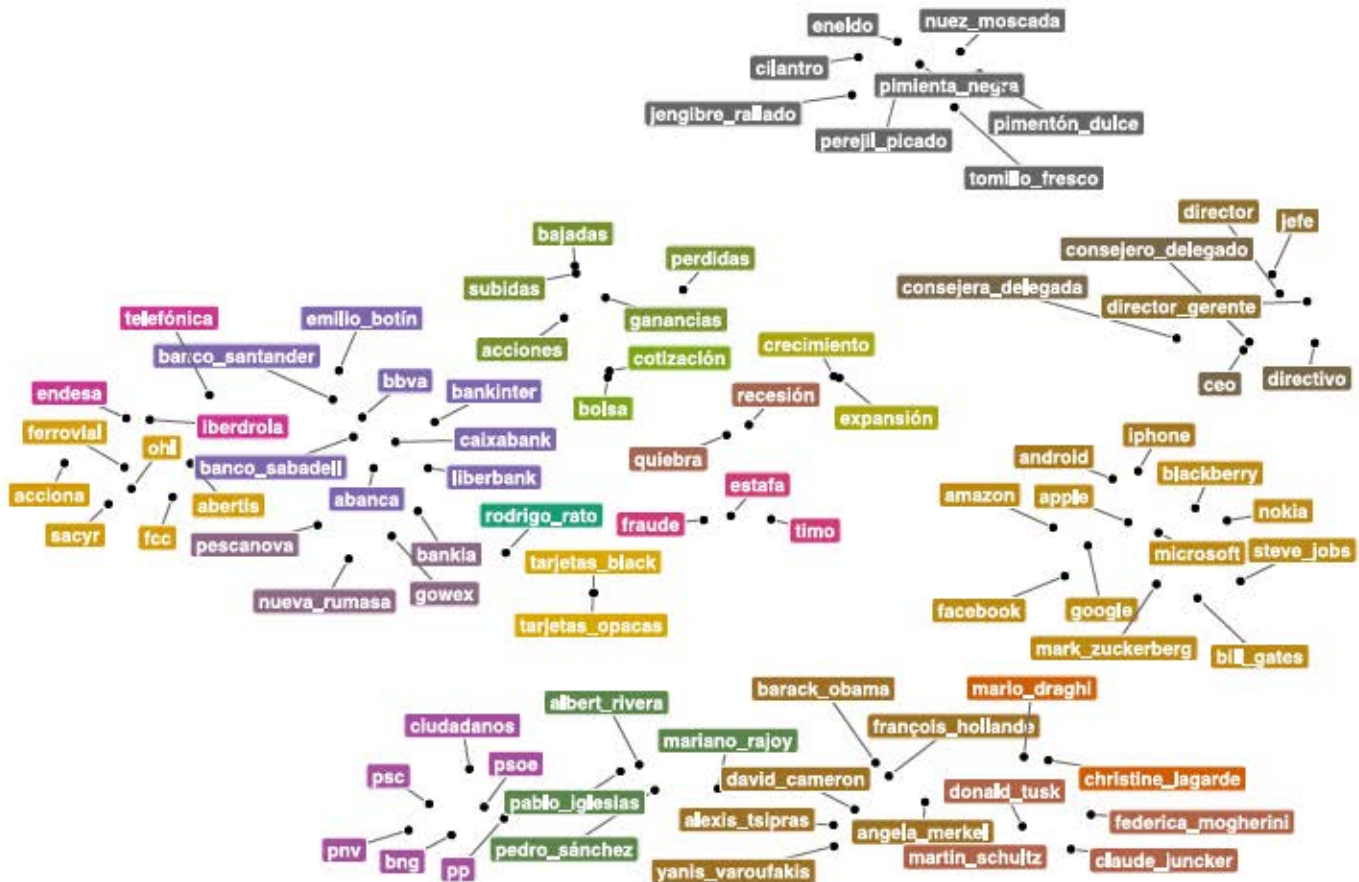 eneldo
nuez_moscada
cilantro
pimienta_negra
jengibre_rallado
pimentón_dulce
perejil_picado
tomillo_fresco
director
jefe
bajadas
consejero_delegado
perdidas
subidas
consejera_delegada
director_gerente
telefónica
emilio_botín
ganancias
acciones
crecimiento
banco_santander
cotización
bbva
ceo
directivo
endesa
bankinter
recesión
bolsa
expansión
iberdrola
ferrovial
ohl
caixabank
iphone
android
quiebra
banco_sabadell
liberbank
blackberry
acciona
estafa
amazon
apple
abanca
abertis
nokia
rodrigo_rato
fraude
timo
sacyr
fcc
pescanova
bankia
microsoft
steve_jobs
tarjetas_black
nueva_rumasa
gowex
facebook
google
tarjetas_opacas
mark_zuckerberg
bill_gates
barack_obama
mario_draghi
albert_rivera
ciudadanos
françois_hollande
mariano_rajoy
psoe
psc
david_cameron
christine_lagarde
donald_tusk
pablo_iglesias
alexis_tsipras
federica_mogherini
angela_merkel
pnv
bng
pp
pedro_sánchez
martin_schultz
claude_juncker
yanis_varoufakis